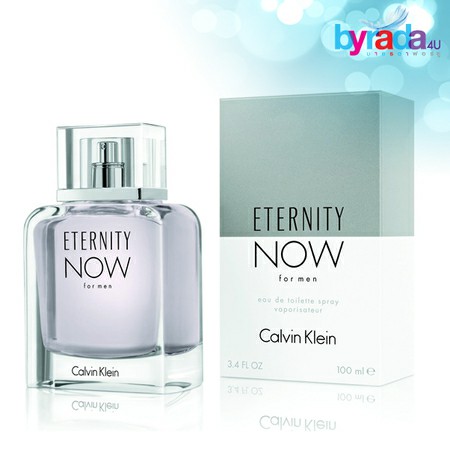 byrada4U
ETERNITY
NOW
for men
Calvin Klein
ETERNITY
NOW
for men
eau de toilette spray
vaporisateur
Calvin Klein
3.4 FL OZ 100 ml ℮